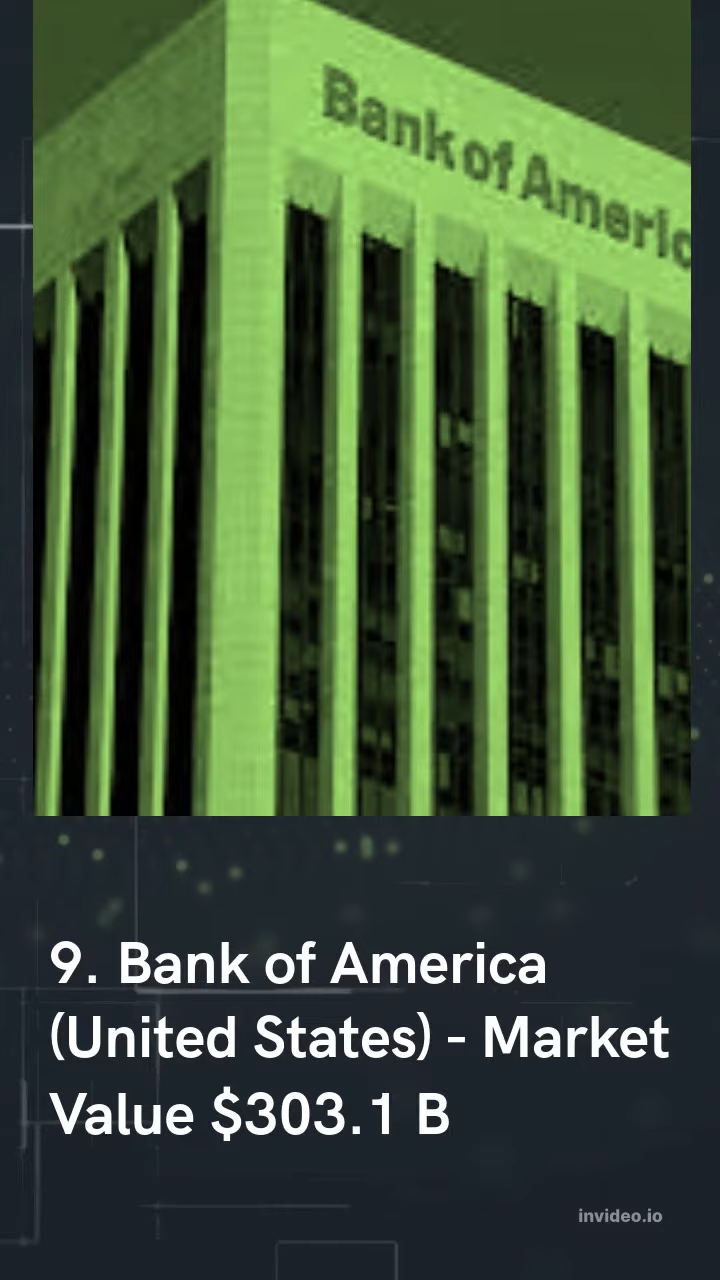 Bank of Americ
9. Bank of America
(United States) - Market
Value $303.1 B
invideo.io